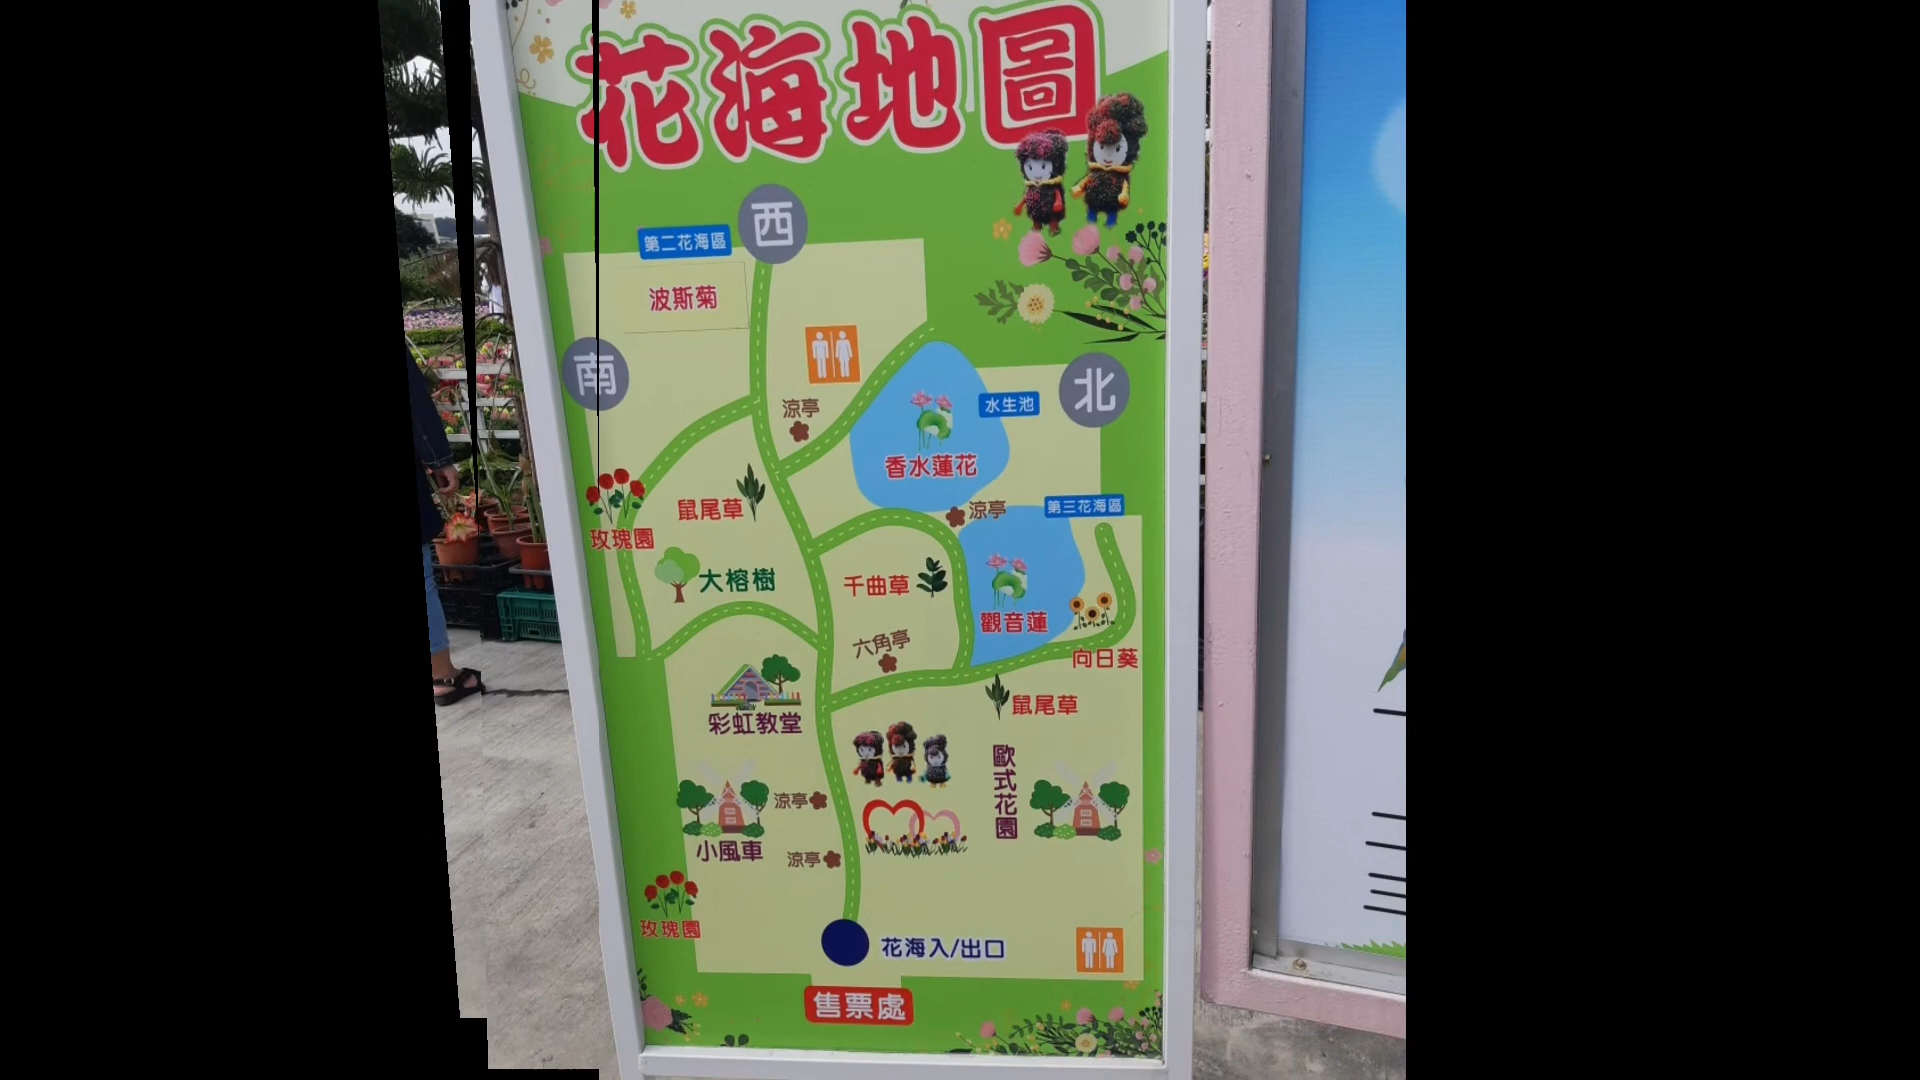 花海地圖
西
第二花海區
波斯菊
南
北
涼亭
水生池
香水蓮花
鼠尾草
涼亭
第三花海區
玫瑰園
大榕樹
千曲草
觀音蓮
六角亭
向日葵
鼠尾草
彩虹教堂
歐式花園
涼亭
小風車
涼亭
玫瑰園
花海入/出口
售票處